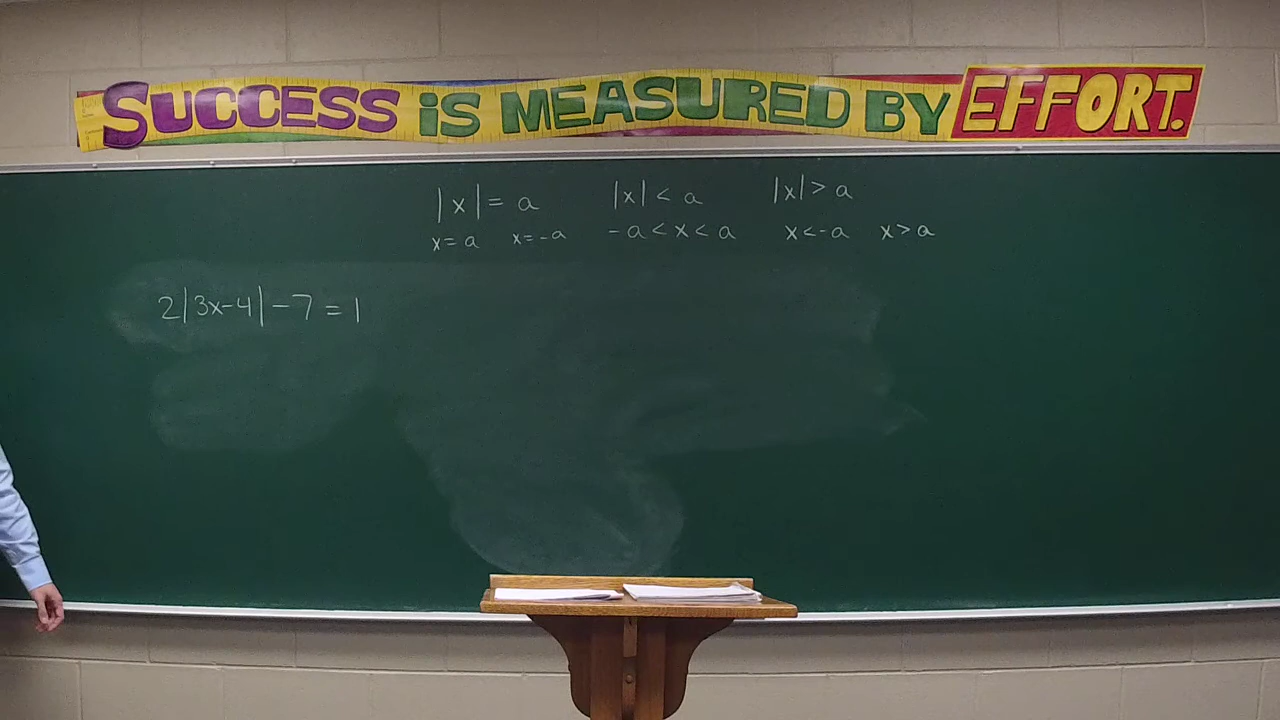 SUCCESS iS MEASURED BY EFFORT.
|x| = a |x| < a |x| > a
x = a x = -a -a < x < a x < -a x > a
2|3x-4| - 7 = 1